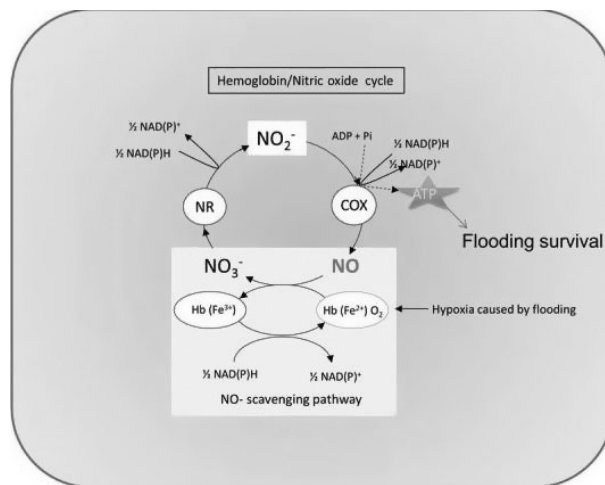 Hemoglobin/Nitric oxide cycle
½ NAD(P)⁺
½ NAD(P)H
NO₂⁻
ADP + Pi
½ NAD(P)H
½ NAD(P)⁺
NR
COX
ATP
Flooding survival
NO₃⁻
NO
Hb (Fe³⁺)
Hb (Fe²⁺) O₂
Hypoxia caused by flooding
½ NAD(P)H
½ NAD(P)⁺
NO- scavenging pathway